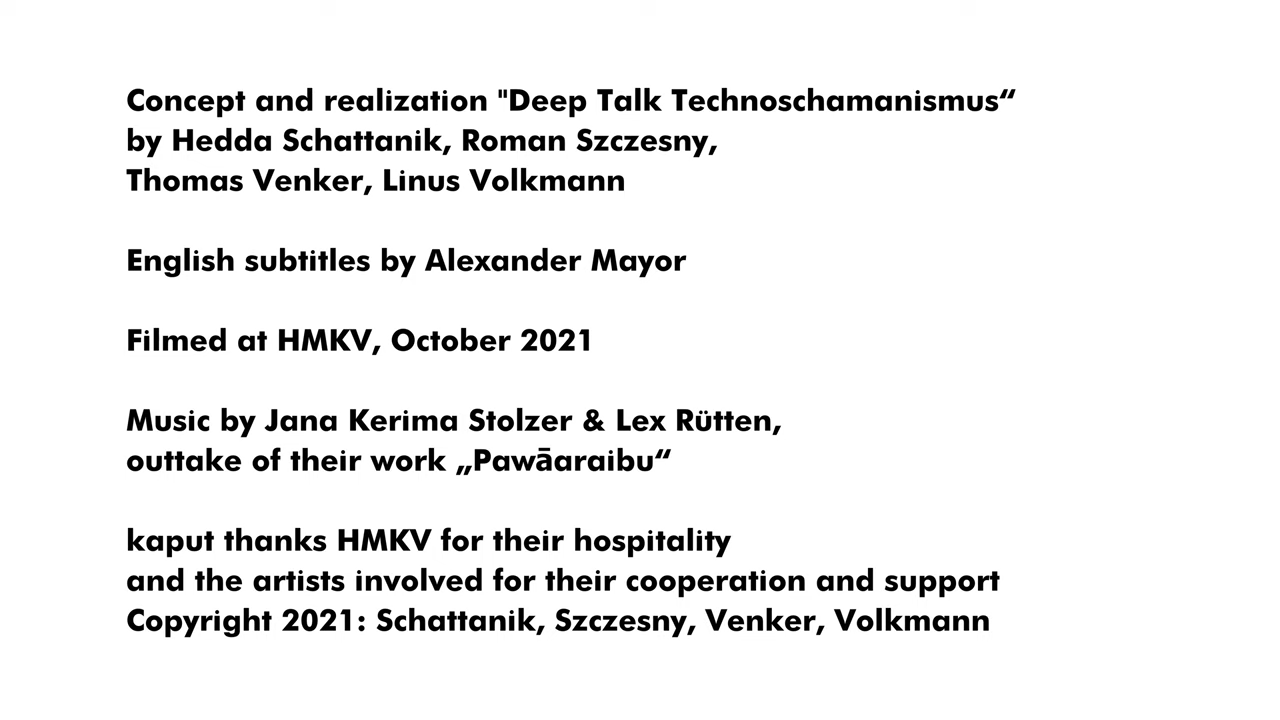 Concept and realization "Deep Talk Technoschamanismus“
by Hedda Schattanik, Roman Szczesny,
Thomas Venker, Linus Volkmann
English subtitles by Alexander Mayor
Filmed at HMKV, October 2021
Music by Jana Kerima Stolzer & Lex Rütten,
outtake of their work „Pawāaraibu“
kaput thanks HMKV for their hospitality
and the artists involved for their cooperation and support
Copyright 2021: Schattanik, Szczesny, Venker, Volkmann